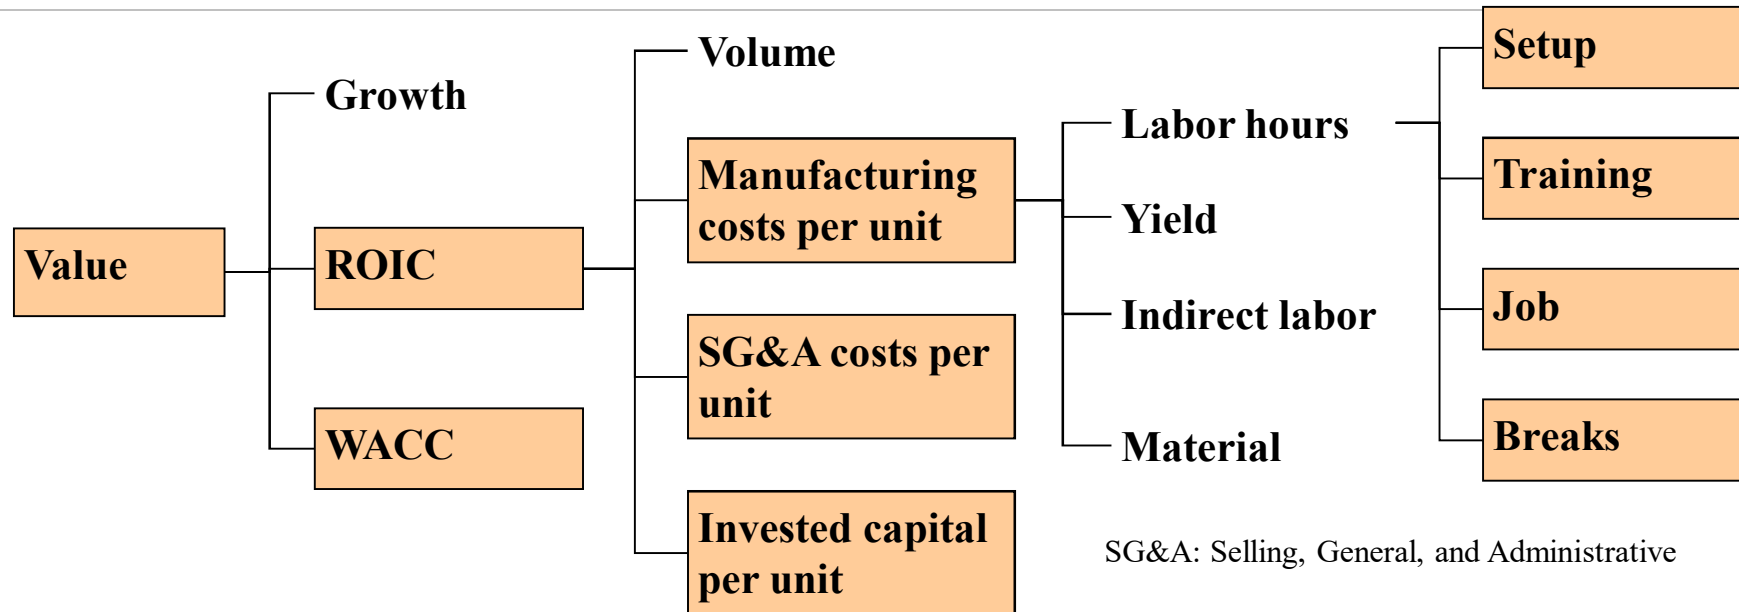 Value
Growth
ROIC
WACC
Volume
Manufacturing
costs per unit
SG&A costs per
unit
Invested capital
per unit
Labor hours
Yield
Indirect labor
Material
Setup
Training
Job
Breaks
SG&A: Selling, General, and Administrative